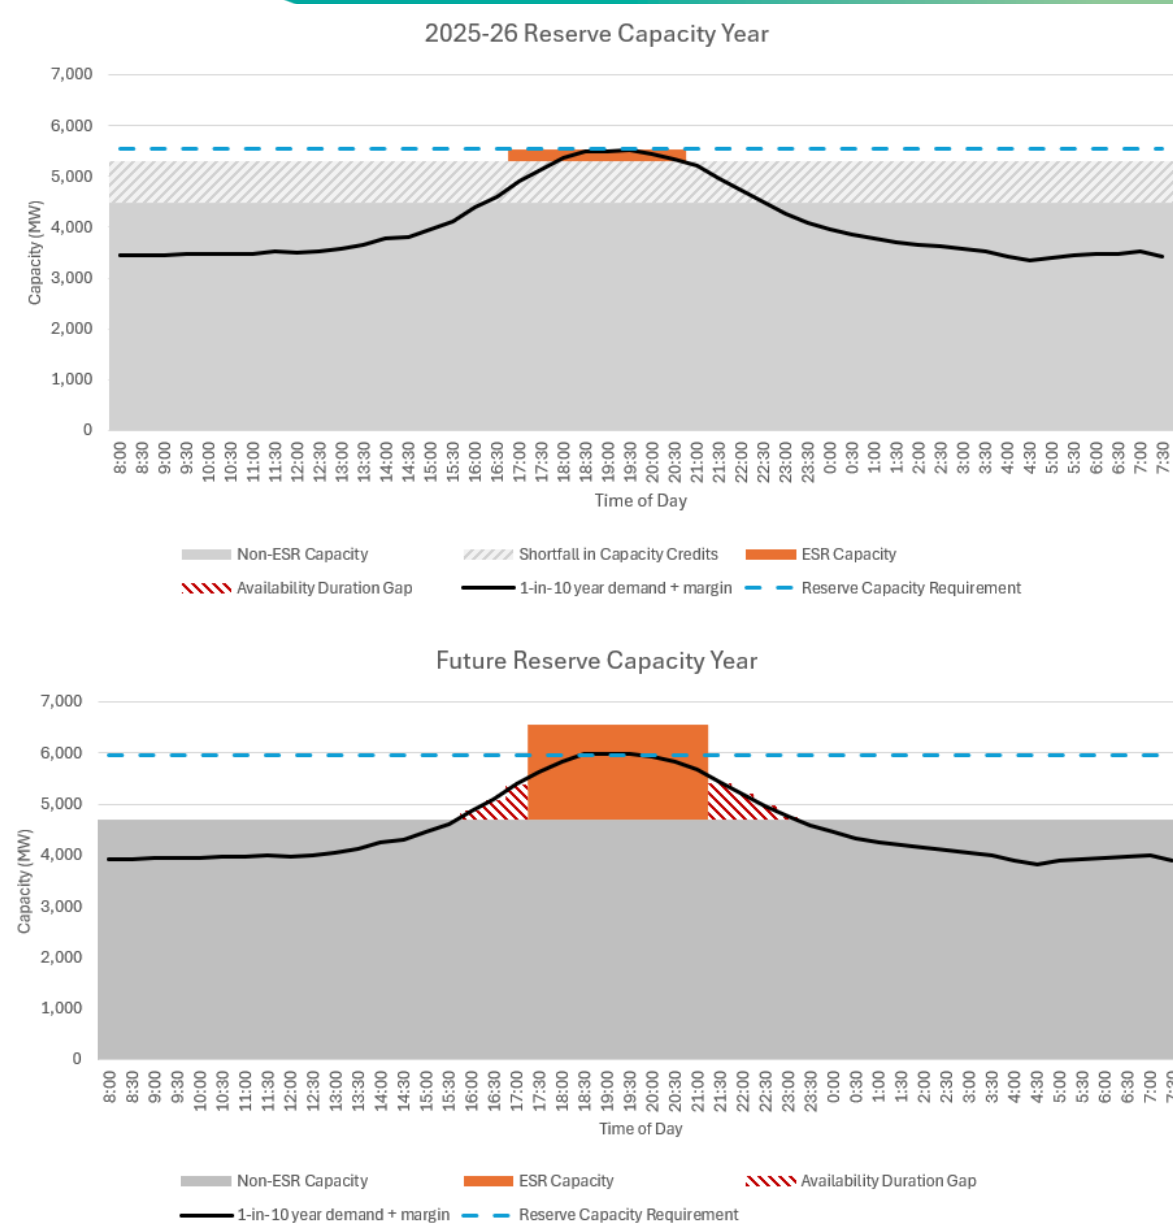 2025-26 Reserve Capacity Year
7,000
6,000
5,000
4,000
3,000
2,000
1,000
0
Capacity (MW)
8:00 8:30 9:00 9:30 10:00 10:30 11:00 11:30 12:00 12:30 13:00 13:30 14:00 14:30 15:00 15:30 16:00 16:30 17:00 17:30 18:00 18:30 19:00 19:30 20:00 20:30 21:00 21:30 22:00 22:30 23:00 23:30 0:00 0:30 1:00 1:30 2:00 2:30 3:00 3:30 4:00 4:30 5:00 5:30 6:00 6:30 7:00 7:30
Time of Day
Non-ESR Capacity Shortfall in Capacity Credits ESR Capacity
Availability Duration Gap 1-in-10 year demand + margin Reserve Capacity Requirement
Future Reserve Capacity Year
7,000
6,000
5,000
4,000
3,000
2,000
1,000
0
Capacity (MW)
8:00 8:30 9:00 9:30 10:00 10:30 11:00 11:30 12:00 12:30 13:00 13:30 14:00 14:30 15:00 15:30 16:00 16:30 17:00 17:30 18:00 18:30 19:00 19:30 20:00 20:30 21:00 21:30 22:00 22:30 23:00 23:30 0:00 0:30 1:00 1:30 2:00 2:30 3:00 3:30 4:00 4:30 5:00 5:30 6:00 6:30 7:00
Time of Day
Non-ESR Capacity ESR Capacity Availability Duration Gap
1-in-10 year demand + margin Reserve Capacity Requirement